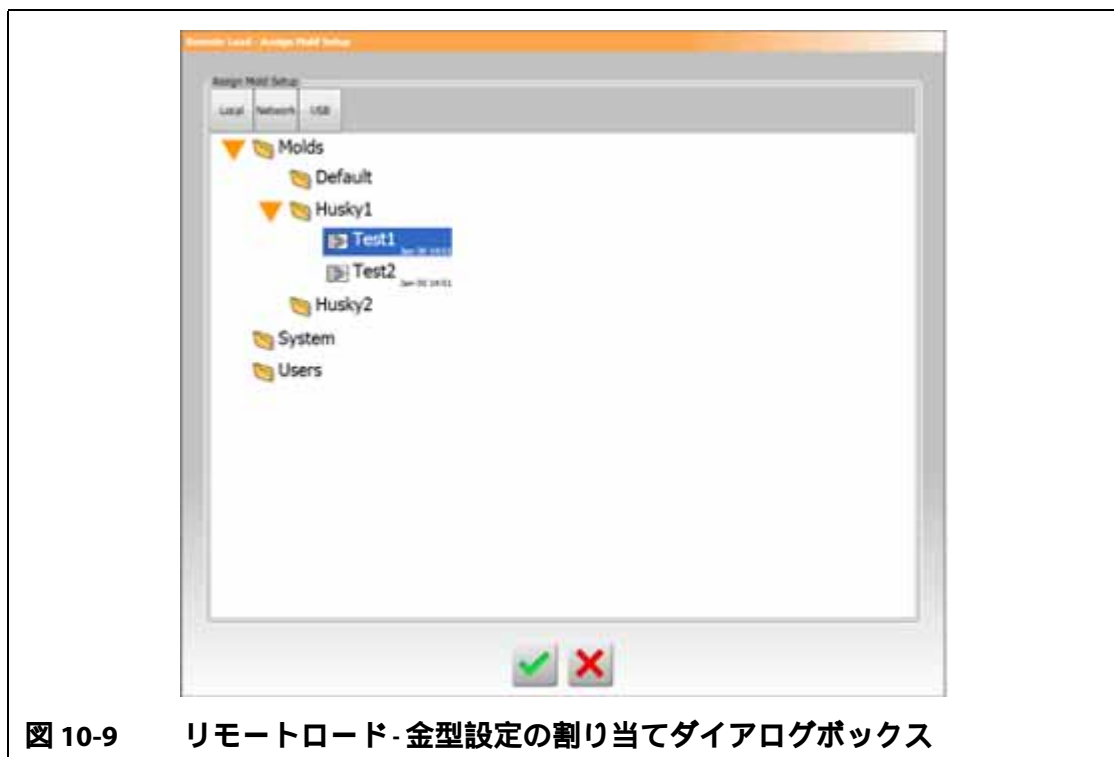 Remote Load - Assign Mold Setup
Assign Mold Setup
Local Network USB
Molds
Default
Husky1
Test1
Test2
Husky2
System
Users
図 10-9 リモートロード - 金型設定の割り当てダイアログボックス